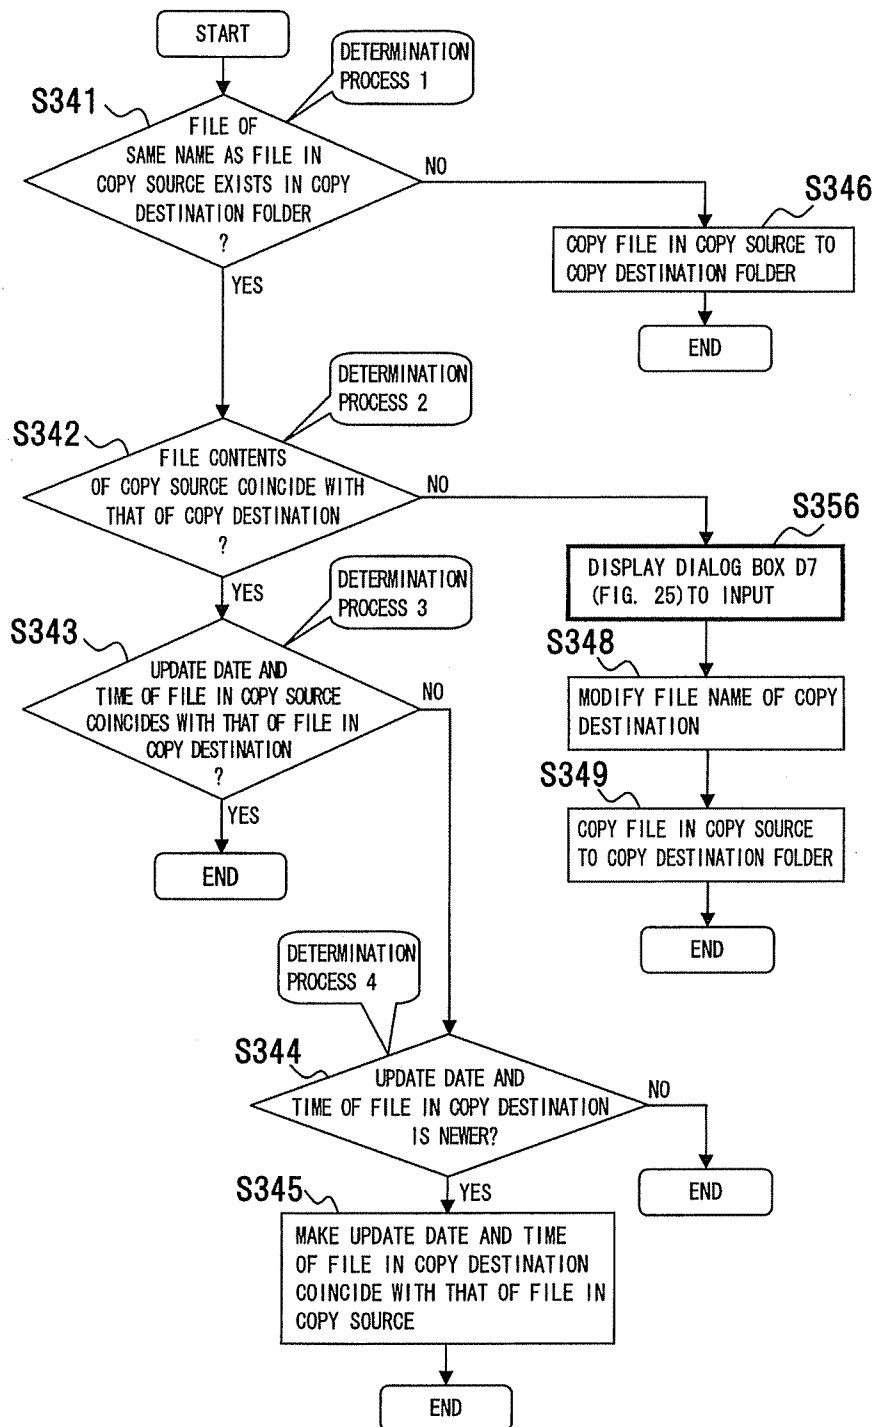 START
DETERMINATION
PROCESS 1
S341
FILE OF
SAME NAME AS FILE IN
COPY SOURCE EXISTS IN COPY
DESTINATION FOLDER
?
NO
YES
S346
COPY FILE IN COPY SOURCE TO
COPY DESTINATION FOLDER
END
DETERMINATION
PROCESS 2
S342
FILE CONTENTS
OF COPY SOURCE COINCIDE WITH
THAT OF COPY DESTINATION
?
NO
YES
S356
DISPLAY DIALOG BOX D7
(FIG. 25)TO INPUT
S348
MODIFY FILE NAME OF COPY
DESTINATION
S349
COPY FILE IN COPY SOURCE
TO COPY DESTINATION FOLDER
END
DETERMINATION
PROCESS 3
S343
UPDATE DATE AND
TIME OF FILE IN COPY SOURCE
COINCIDES WITH THAT OF FILE IN
COPY DESTINATION
?
NO
YES
END
DETERMINATION
PROCESS 4
S344
UPDATE DATE AND
TIME OF FILE IN COPY DESTINATION
IS NEWER?
NO
END
YES
S345
MAKE UPDATE DATE AND TIME
OF FILE IN COPY DESTINATION
COINCIDE WITH THAT OF FILE IN
COPY SOURCE
END